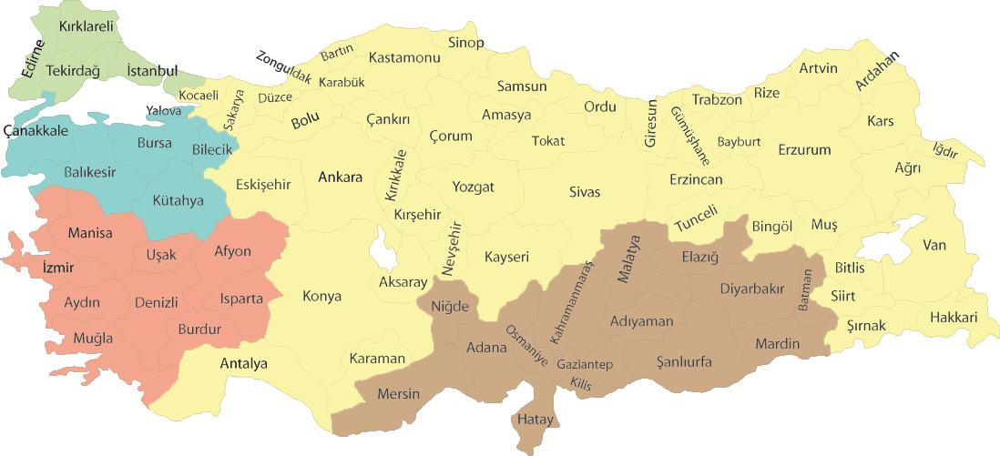 Kırklareli
Edirne
Tekirdağ
İstanbul
Kocaeli
Yalova
Sakarya
Düzce
Zonguldak
Bartın
Karabük
Kastamonu
Sinop
Bolu
Çankırı
Samsun
Amasya
Ordu
Giresun
Trabzon
Rize
Artvin
Ardahan
Gümüşhane
Bayburt
Kars
Iğdır
Çanakkale
Bursa
Bilecik
Balıkesir
Kütahya
Eskişehir
Ankara
Kırıkkale
Çorum
Tokat
Yozgat
Sivas
Erzincan
Erzurum
Ağrı
Kırşehir
Tunceli
Bingöl
Muş
Van
Manisa
Uşak
Afyon
İzmir
Nevşehir
Kayseri
Malatya
Elazığ
Bitlis
Aksaray
Aydın
Denizli
Isparta
Konya
Niğde
Kahramanmaraş
Diyarbakır
Batman
Siirt
Şırnak
Hakkari
Muğla
Burdur
Adıyaman
Mardin
Antalya
Karaman
Adana
Osmaniye
Gaziantep
Şanlıurfa
Mersin
Kilis
Hatay